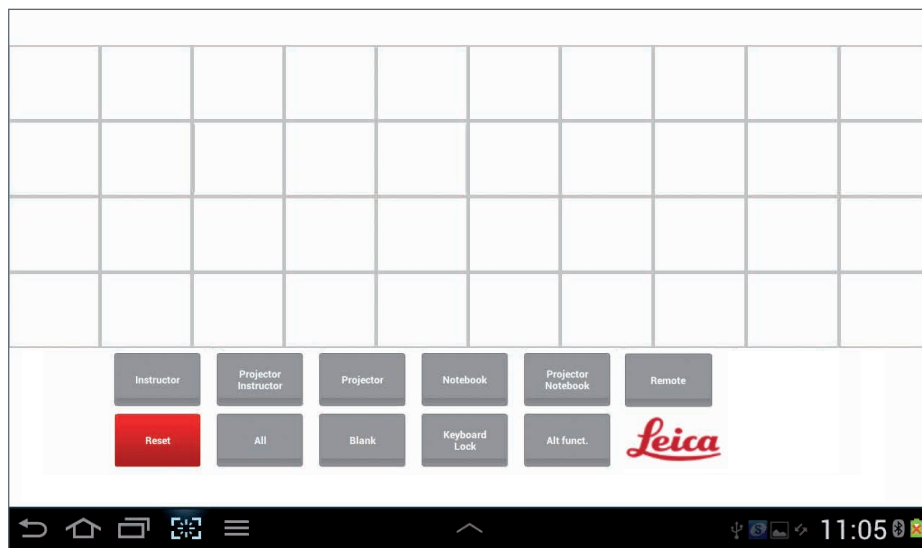 Instructor
Projector
Instructor
Projector
Notebook
Projector
Notebook
Remote
Reset
All
Blank
Keyboard
Lock
Alt funct.
Leica
11:05